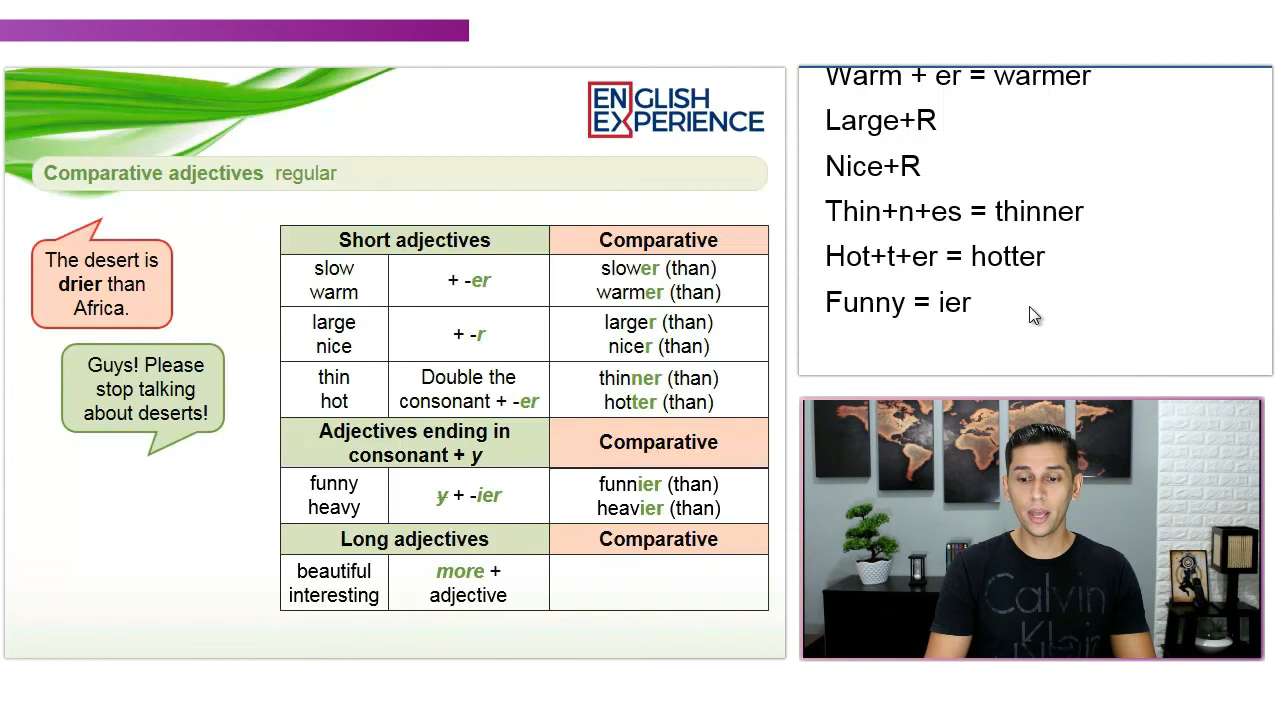 ENGLISH
EXPERIENCE
Comparative adjectives regular
The desert is
drier than
Africa.
Guys! Please
stop talking
about deserts!
Short adjectives
Comparative
slow
warm
+ -er
slower (than)
warmer (than)
large
nice
+ -r
larger (than)
nicer (than)
thin
hot
Double the
consonant + -er
thinner (than)
hotter (than)
Adjectives ending in
consonant + y
Comparative
funny
heavy
y + -ier
funnier (than)
heavier (than)
Long adjectives
Comparative
beautiful
interesting
more +
adjective
Warm + er = warmer
Large+R
Nice+R
Thin+n+es = thinner
Hot+t+er = hotter
Funny = ier
Calvin
Klein